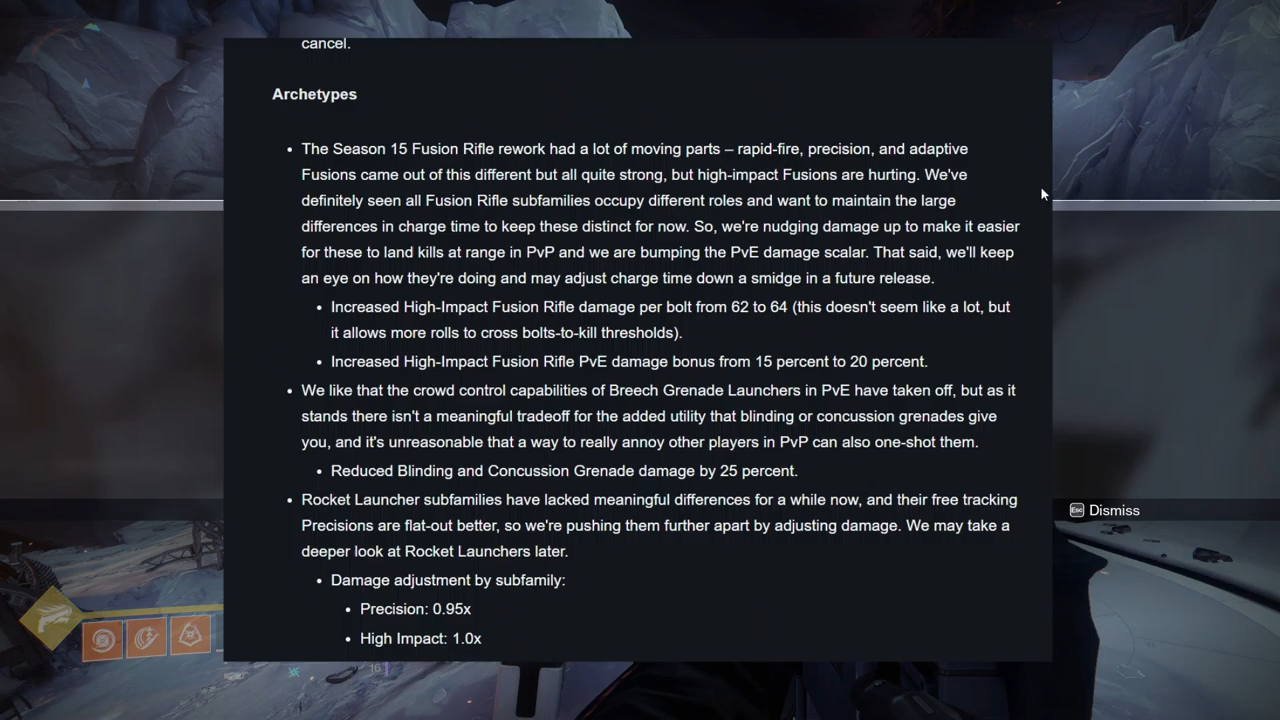 cancel.
Archetypes
• The Season 15 Fusion Rifle rework had a lot of moving parts – rapid-fire, precision, and adaptive
Fusions came out of this different but all quite strong, but high-impact Fusions are hurting. We've
definitely seen all Fusion Rifle subfamilies occupy different roles and want to maintain the large
differences in charge time to keep these distinct for now. So, we're nudging damage up to make it easier
for these to land kills at range in PvP and we are bumping the PvE damage scalar. That said, we'll keep
an eye on how they're doing and may adjust charge time down a smidge in a future release.
• Increased High-Impact Fusion Rifle damage per bolt from 62 to 64 (this doesn't seem like a lot, but
it allows more rolls to cross bolts-to-kill thresholds).
• Increased High-Impact Fusion Rifle PvE damage bonus from 15 percent to 20 percent.
• We like that the crowd control capabilities of Breech Grenade Launchers in PvE have taken off, but as it
stands there isn't a meaningful tradeoff for the added utility that blinding or concussion grenades give
you, and it's unreasonable that a way to really annoy other players in PvP can also one-shot them.
• Reduced Blinding and Concussion Grenade damage by 25 percent.
Esc Dismiss
• Rocket Launcher subfamilies have lacked meaningful differences for a while now, and their free tracking
Precisions are flat-out better, so we're pushing them further apart by adjusting damage. We may take a
deeper look at Rocket Launchers later.
• Damage adjustment by subfamily:
• Precision: 0.95x
• High Impact: 1.0x
16